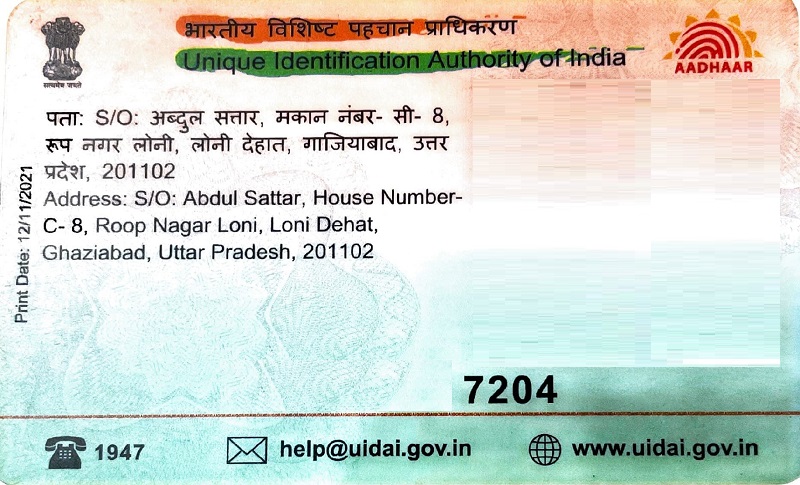 भारतीय विशिष्ट पहचान प्राधिकरण
Unique Identification Authority of India
AADHAAR
सत्यमेव जयते
पता: S/O: अब्दुल सत्तार, मकान नंबर- सी- 8,
रूप नगर लोनी, लोनी देहात, गाजियाबाद, उत्तर
प्रदेश, 201102
Address: S/O: Abdul Sattar, House Number-
C- 8, Roop Nagar Loni, Loni Dehat,
Ghaziabad, Uttar Pradesh, 201102
Print Date: 12/11/2021
7204
1947
help@uidai.gov.in
www.uidai.gov.in